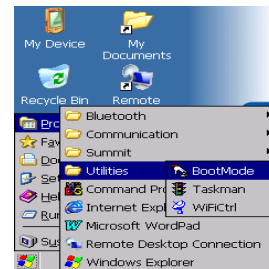 My Device
My Documents
Recycle Bin
Remote
Bluetooth
Communication
Summit
Utilities
BootMode
Command
Taskman
Internet
WiFiCtrl
Microsoft WordPad
Remote Desktop Connection
Windows Explorer